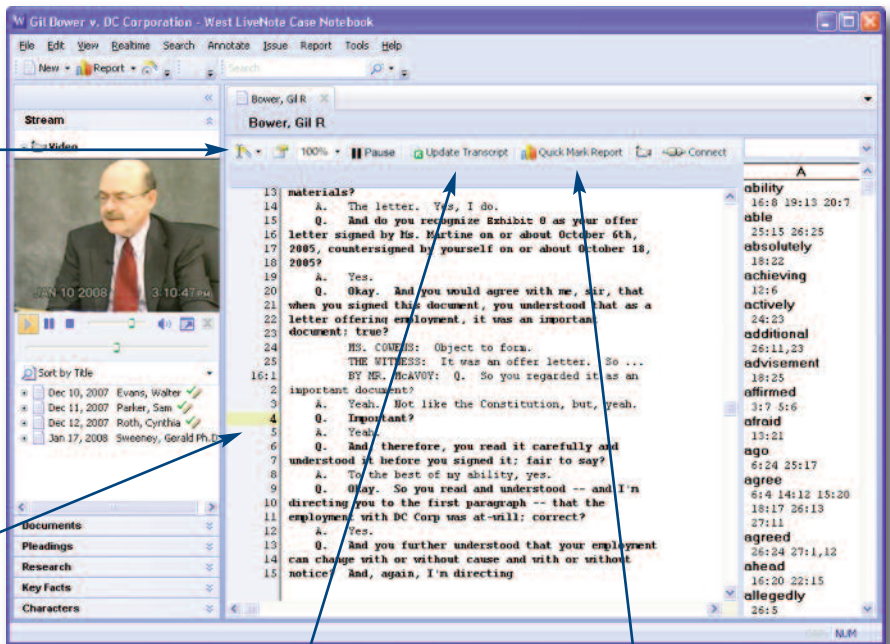 Gil Bower v. DC Corporation - West LiveNote Case Notebook
File Edit View Realtime Search Annotate Issue Report Tools Help
New Report Search
Bower, Gil R
Stream
Bower, Gil R
Video
100% Pause Update Transcript Quick Mark Report Connect
JAN 10 2008 3:10:47 PM
Sort by Title
Dec 10, 2007 Evans, Walter
Dec 11, 2007 Parker, Sam
Dec 12, 2007 Roth, Cynthia
Jan 17, 2008 Sweeney, Gerald Ph.D
Documents
Pleadings
Research
Key Facts
Characters
13 materials?
14 A. The letter. Yes, I do.
15 Q. And do you recognize Exhibit 8 as your offer
16 letter signed by Ms. Martine on or about October 6th,
17 2005, countersigned by yourself on or about October 18,
18 2005?
19 A. Yes.
20 Q. Okay. And you would agree with me, sir, that
21 when you signed this document, you understood that as a
22 letter offering employment, it was an important
23 document; true?
24 MS. COWENS: Object to form.
25 THE WITNESS: It was an offer letter. So ...
16:1 BY MR. McAVOY: Q. So you regarded it as an
2 important document?
3 A. Yeah. Not like the Constitution, but, yeah.
4 Q. Important?
5 A. Yeah.
6 Q. And, therefore, you read it carefully and
7 understood it before you signed it; fair to say?
8 A. To the best of my ability, yes.
9 Q. Okay. So you read and understood -- and I'm
10 directing you to the first paragraph -- that the
11 employment with DC Corp was at-will; correct?
12 A. Yes.
13 Q. And you further understood that your employment
14 can change with or without cause and with or without
15 notice? And, again, I'm directing
A
ability
16:8 19:13 20:7
able
25:15 26:25
absolutely
18:22
achieving
12:6
actively
24:23
additional
26:11,23
advisement
18:25
affirmed
3:7 5:6
afraid
13:21
ago
6:24 25:17
agree
6:4 14:12 15:20
18:17 26:13
27:11
agreed
26:24 27:1,12
ahead
16:20 22:15
allegedly
26:5
NUM